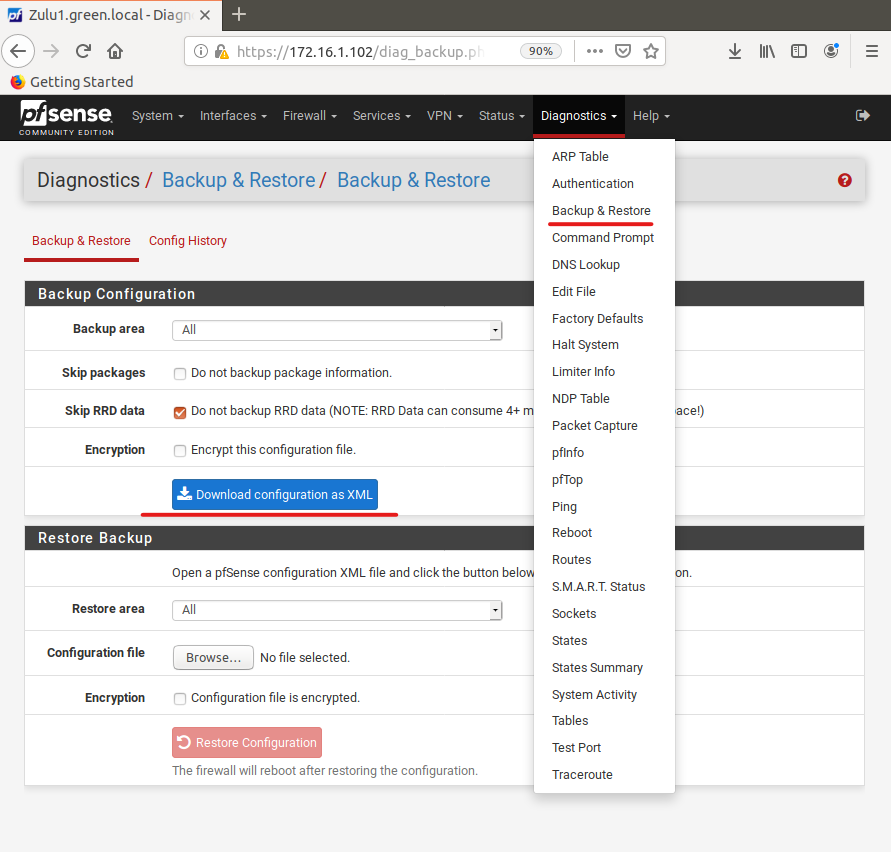 Zulu1.green.local - Diagn
https://172.16.1.102/diag_backup.ph
90%
Getting Started
pfsense
COMMUNITY EDITION
System
Interfaces
Firewall
Services
VPN
Status
Diagnostics
Help
Diagnostics / Backup & Restore / Backup & Restore
Backup & Restore
Config History
ARP Table
Authentication
Backup & Restore
Command Prompt
DNS Lookup
Edit File
Factory Defaults
Halt System
Limiter Info
NDP Table
Packet Capture
pfInfo
pfTop
Ping
Reboot
Routes
S.M.A.R.T. Status
Sockets
States
States Summary
System Activity
Tables
Test Port
Traceroute
Backup Configuration
Backup area All
Skip packages Do not backup package information.
Skip RRD data Do not backup RRD data (NOTE: RRD Data can consume 4+ m pace!)
Encryption Encrypt this configuration file.
Download configuration as XML
Restore Backup
Open a pfSense configuration XML file and click the button below on.
Restore area All
Configuration file Browse... No file selected.
Encryption Configuration file is encrypted.
Restore Configuration
The firewall will reboot after restoring the configuration.